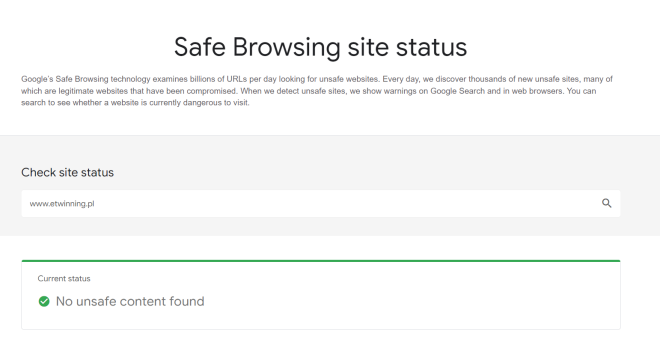 Safe Browsing site status
Google's Safe Browsing technology examines billions of URLs per day looking for unsafe websites. Every day, we discover thousands of new unsafe sites, many of
which are legitimate websites that have been compromised. When we detect unsafe sites, we show warnings on Google Search and in web browsers. You can
search to see whether a website is currently dangerous to visit.
Check site status
www.etwinning.pl
Current status
No unsafe content found